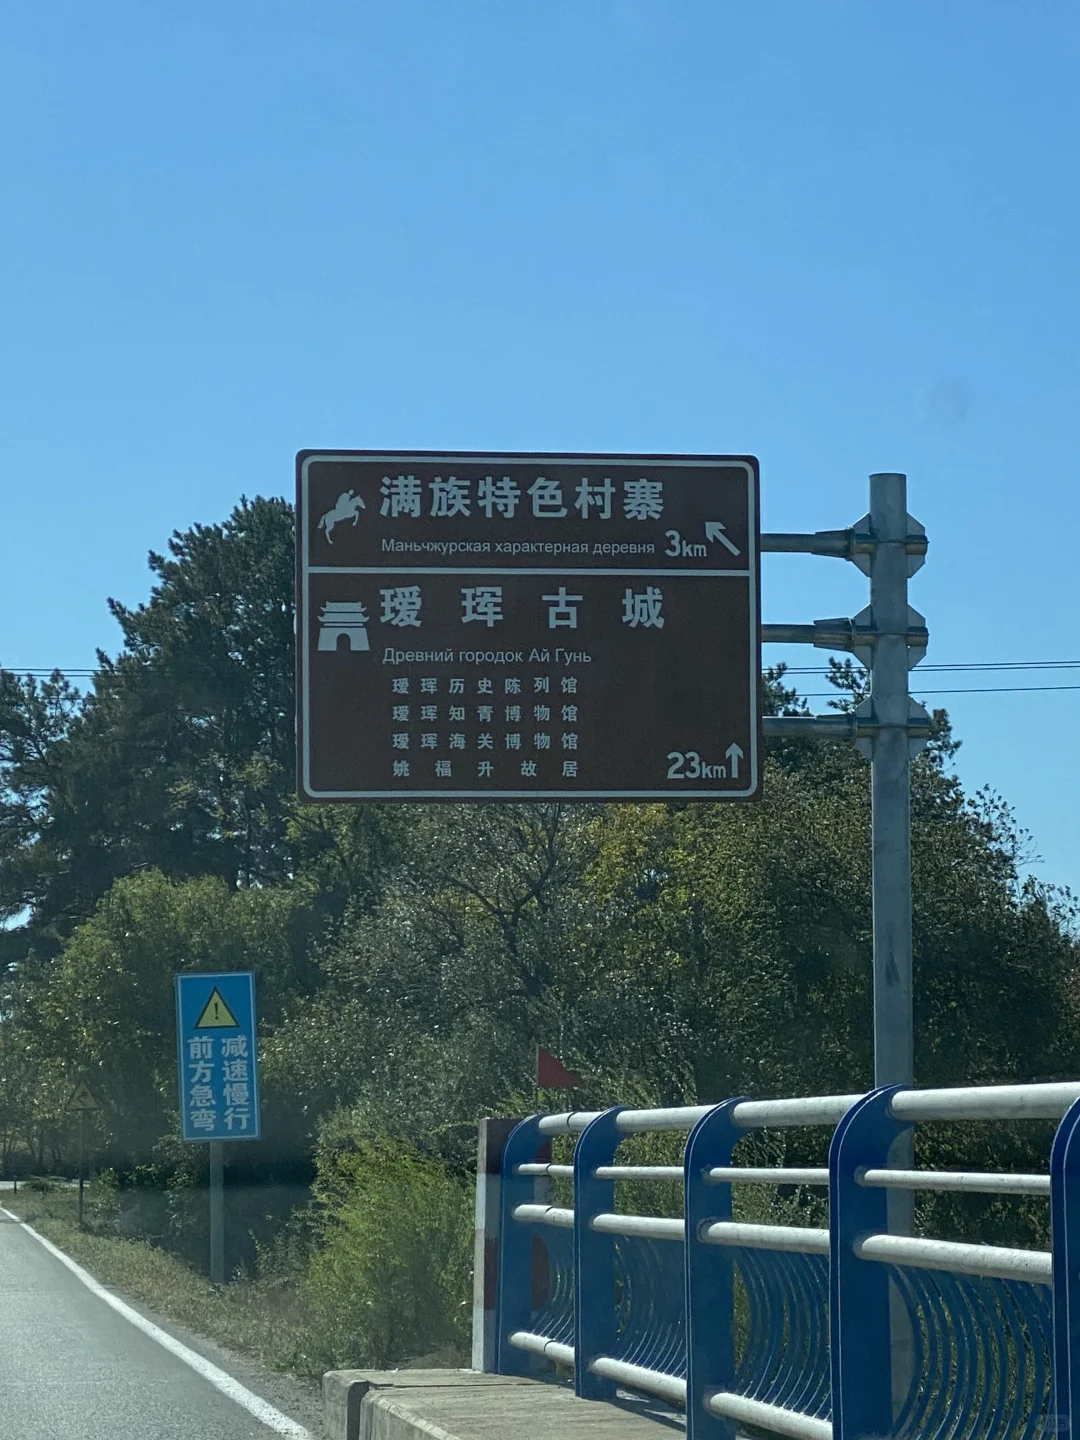 满族特色村寨
Маньчжурская характерная деревня 3km
瑷珲古城
Древний городок Ай Гунь
瑷珲历史陈列馆
瑷珲知青博物馆
瑷珲海关博物馆
姚福升故居
23km
减速慢行
前方急弯